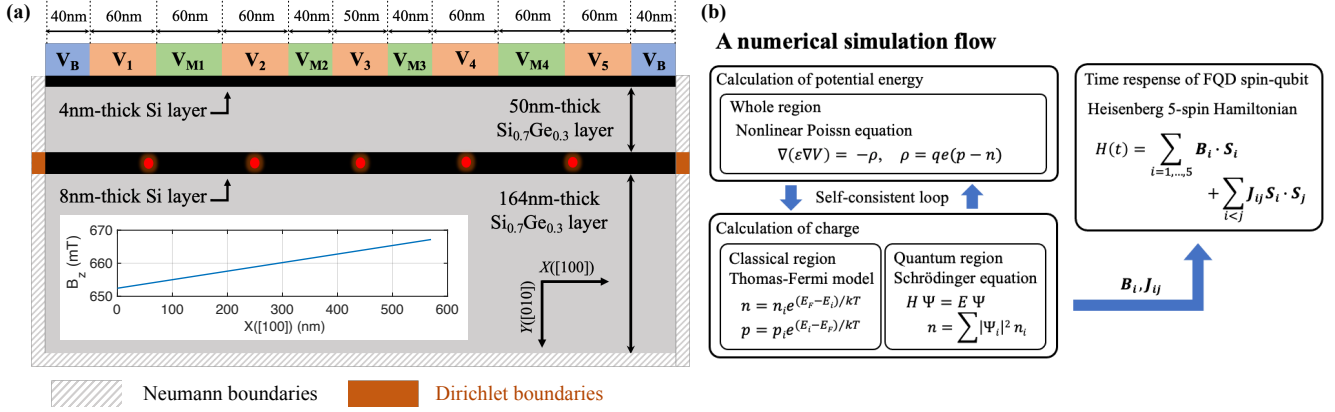 (a)
40nm 60nm 60nm 60nm 40nm 50nm 40nm 60nm 60nm 60nm 40nm
V_B V_1 V_M1 V_2 V_M2 V_3 V_M3 V_4 V_M4 V_5 V_B
4nm-thick Si layer
50nm-thick
Si_0.7Ge_0.3 layer
8nm-thick Si layer
164nm-thick
Si_0.7Ge_0.3 layer
B_z (mT)
670
660
650
0 100 200 300 400 500 600
X([100]) (nm)
X([100])
Y([010])
Neumann boundaries
Dirichlet boundaries
(b)
A numerical simulation flow
Calculation of potential energy
Whole region
Nonlinear Poissn equation
∇(ε∇V) = −ρ, ρ = qe(p − n)
Self-consistent loop
Calculation of charge
Classical region
Thomas-Fermi model
n = n_i e^{(E_F−E_i)/kT}
p = p_i e^{(E_i−E_F)/kT}
Quantum region
Schrödinger equation
H Ψ = E Ψ
n = ∑|Ψ_i|² n_i
B_i, J_ij
Time respense of FQD spin-qubit
Heisenberg 5-spin Hamiltonian
H(t) = ∑_{i=1,…,5} B_i · S_i
+ ∑_{i<j} J_ij S_i · S_j